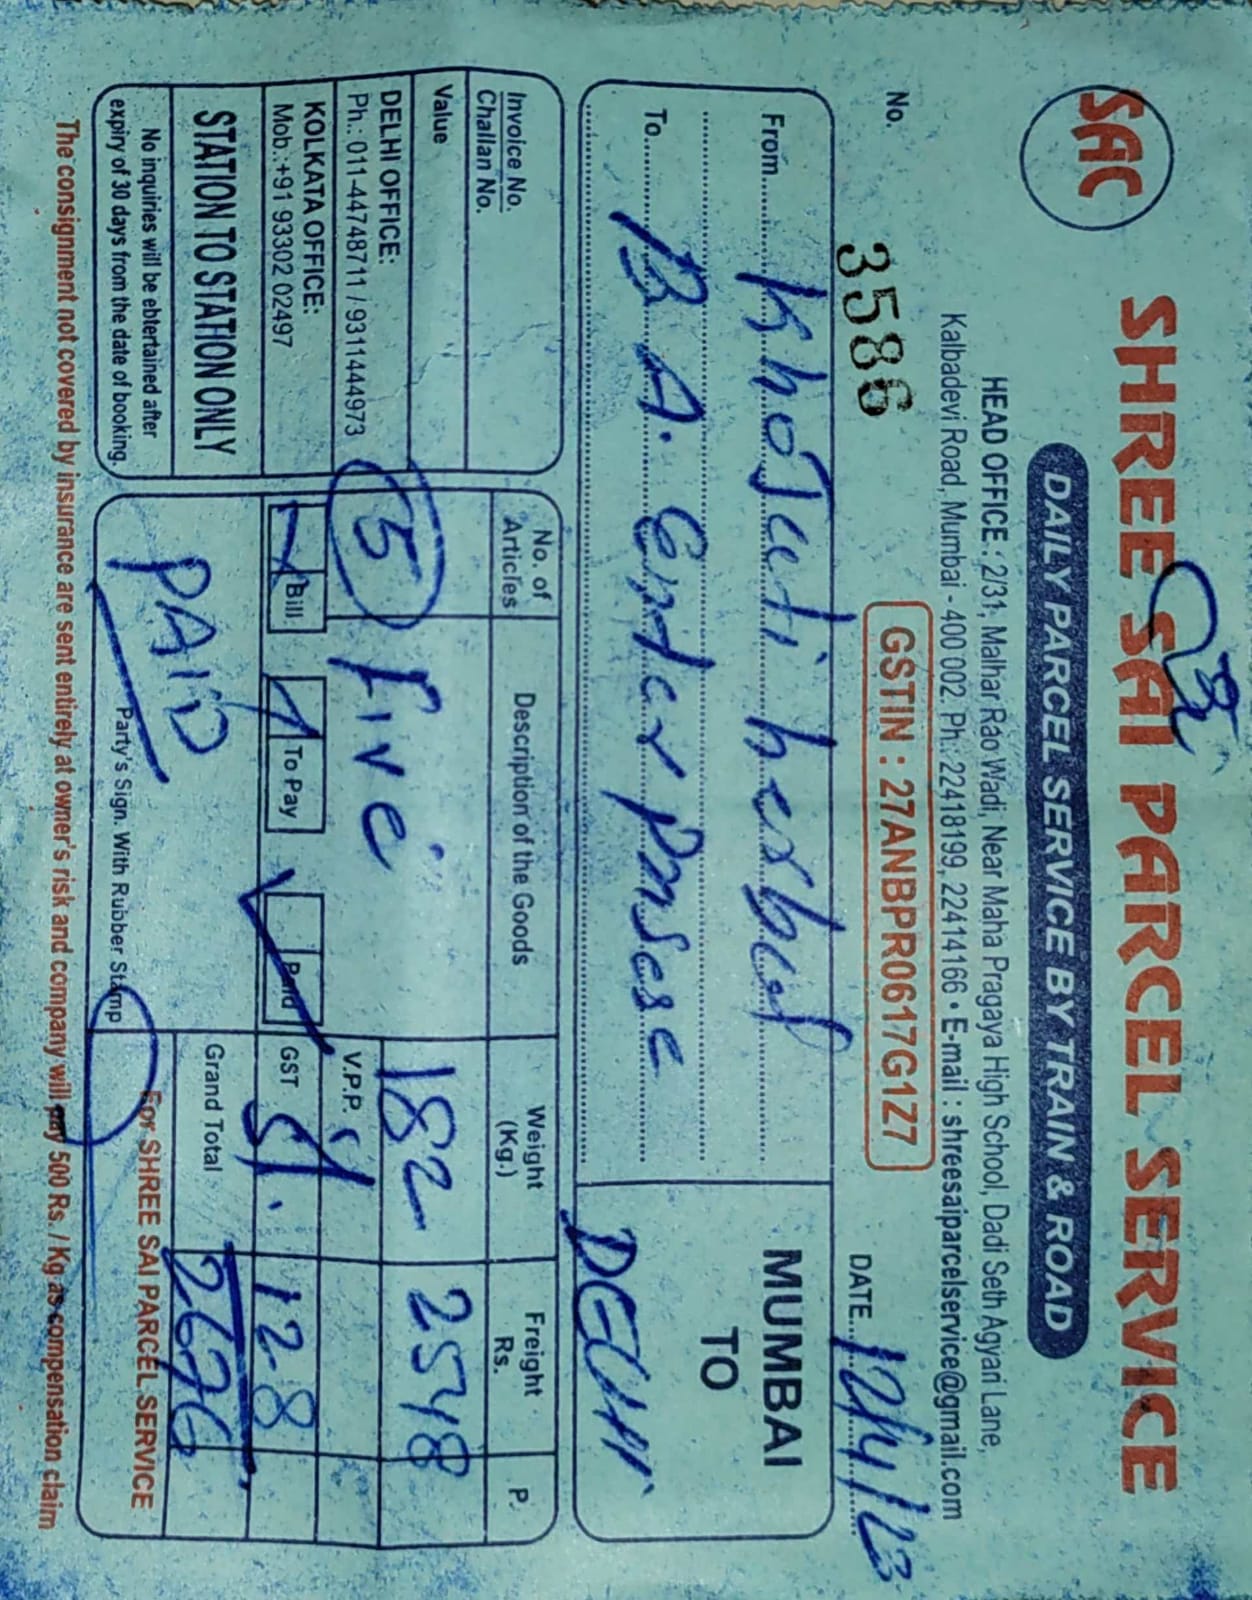 SAC
SHREE SAI PARCEL SERVICE
DAILY PARCEL SERVICE BY TRAIN & ROAD
HEAD OFFICE : 2/31, Malhar Rao Wadi, Near Maha Pragaya High School, Dadi Seth Agyari Lane,
Kalbadevi Road, Mumbai - 400 002. Ph.: 22418199, 22414166 • E-mail : shreesaiparcelservice@gmail.com
No. 3586
GSTIN : 27ANBPR0617G1Z7
DATE 12/4/23
From Khojati herbal
To B A. Enterprisese
MUMBAI
TO
DELHI
Invoice No.
Challan No.
Value
DELHI OFFICE:
Ph.: 011-44748711 / 9311444973
KOLKATA OFFICE:
Mob.:+91 93302 02497
STATION TO STATION ONLY
No inquiries will be ebtertained after
expiry of 30 days from the date of booking.
No. of Articles
Description of the Goods
Weight (Kg.)
Freight Rs.
P.
5 five 182 2548
V.P.P.
Bill To Pay Paid
GST 128
Grand Total 2676
PAID
Party's Sign. With Rubber Stamp
For SHREE SAI PARCEL SERVICE
The consignment not covered by insurance are sent entirely at owner's risk and company will pay 500 Rs. / Kg as compensation claim